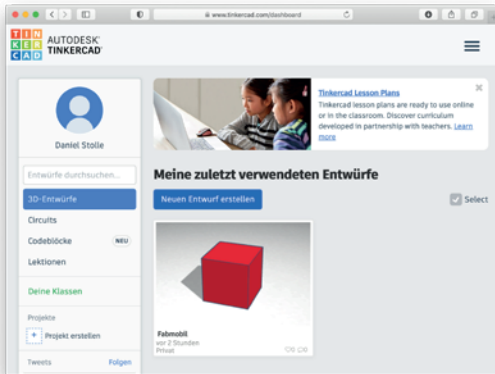 www.tinkercad.com/dashboard
TIN
KER
CAD
AUTODESK®
TINKERCAD®
Daniel Stolle
Entwürfe durchsuchen...
3D-Entwürfe
Circuits
Codeblöcke NEU
Lektionen
Deine Klassen
Projekte
+ Projekt erstellen
Tweets Folgen
Tinkercad Lesson Plans
Tinkercad lesson plans are ready to use online
or in the classroom. Discover curriculum
developed in partnership with teachers. Learn
more
Meine zuletzt verwendeten Entwürfe
Neuen Entwurf erstellen
Select
Fabmobil
vor 2 Stunden
Privat